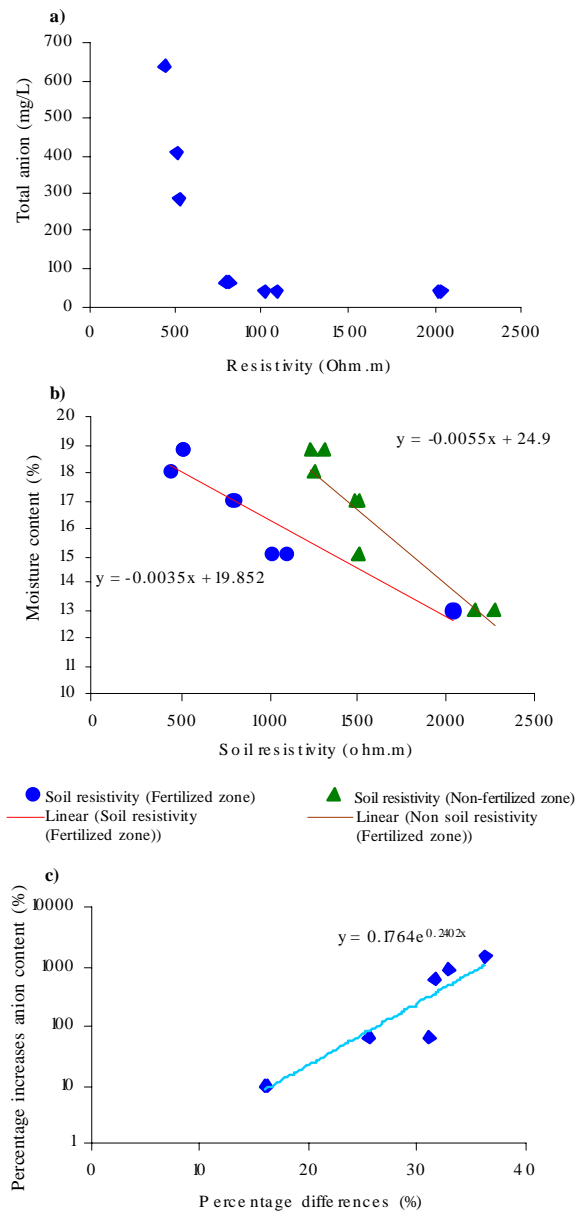 a)
Total anion (mg/L)
700
600
500
400
300
200
100
0
0 500 1000 1500 2000 2500
Resistivity (Ohm.m)
b)
Moisture content (%)
20
19
18
17
16
15
14
13
12
11
10
y = -0.0055x + 24.9
y = -0.0035x + 19.852
0 500 1000 1500 2000 2500
Soil resistivity (ohm.m)
Soil resistivity (Fertilized zone) Soil resistivity (Non-fertilized zone)
Linear (Soil resistivity Linear (Non soil resistivity
(Fertilized zone)) (Fertilized zone))
c)
Percentage increases anion content (%)
10000
1000
100
10
1
y = 0.1764e^0.2402x
0 10 20 30 40
Percentage differences (%)